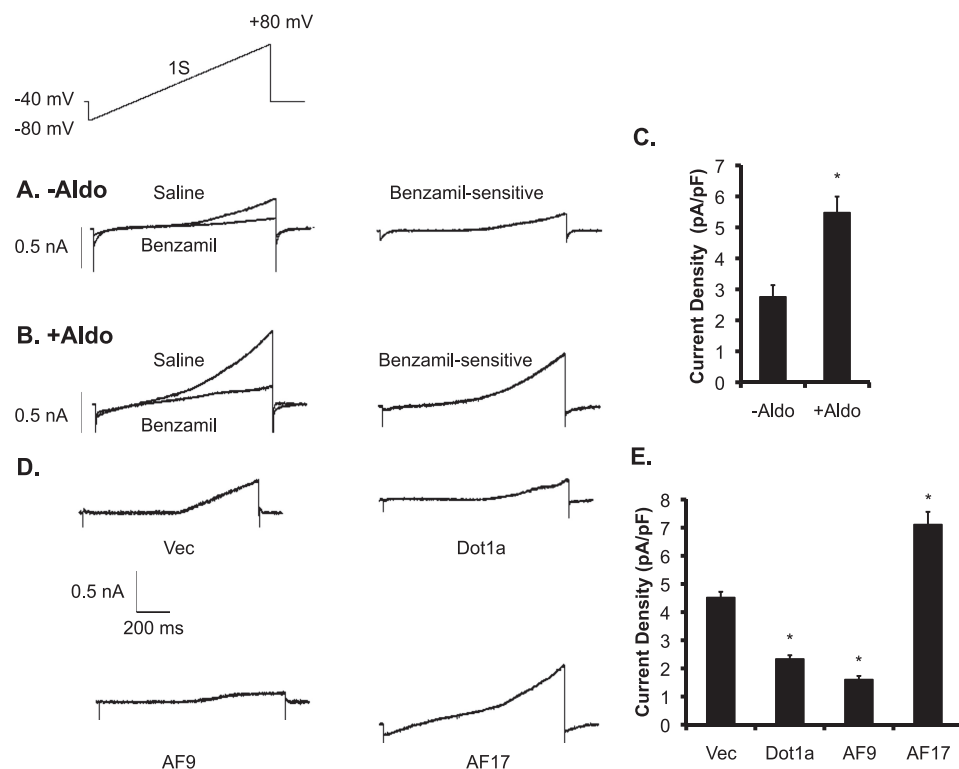 +80 mV
1S
-40 mV
-80 mV
A. -Aldo
Saline
Benzamil
0.5 nA
Benzamil-sensitive
B. +Aldo
Saline
Benzamil
0.5 nA
Benzamil-sensitive
C.
Current Density (pA/pF)
7
6
5
4
3
2
1
0
*
-Aldo
+Aldo
D.
Vec
Dot1a
0.5 nA
200 ms
AF9
AF17
E.
Current Density (pA/pF)
8
7
6
5
4
3
2
1
0
*
*
*
Vec
Dot1a
AF9
AF17